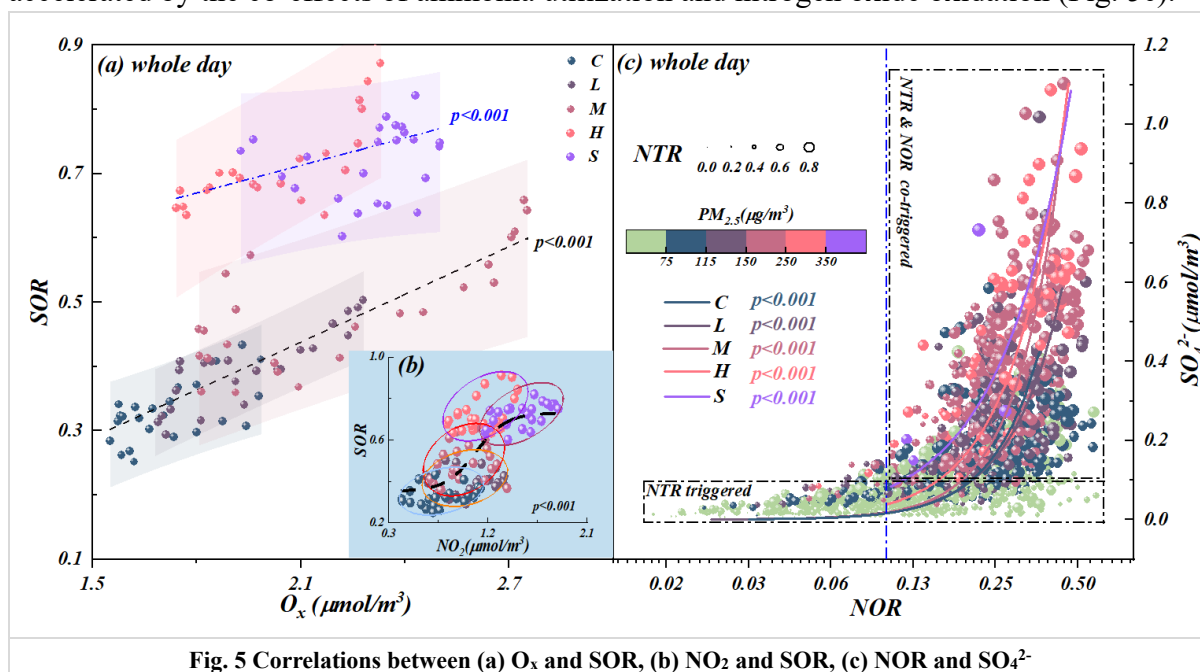 accelerated by the co-effects of ammonia utilization and nitrogen oxide oxidation (Fig. 5c).
(a) whole day
C
L
M
H
S
p<0.001
p<0.001
SOR
0.9
0.7
0.5
0.3
0.1
1.5
2.1
2.7
Ox (μmol/m³)
(b)
SOR
1.0
0.6
0.2
0.3
1.2
2.1
NO2(μmol/m³)
p<0.001
(c) whole day
NTR
0.0 0.2 0.4 0.6 0.8
PM2.5(μg/m³)
75 115 150 250 350
C p<0.001
L p<0.001
M p<0.001
H p<0.001
S p<0.001
NTR & NOR co-triggered
NTR triggered
0.02 0.03 0.06 0.13 0.25 0.50
NOR
1.2
1.0
0.8
0.6
0.4
0.2
0.0
SO4²⁻(μmol/m³)
Fig. 5 Correlations between (a) Ox and SOR, (b) NO2 and SOR, (c) NOR and SO4²⁻